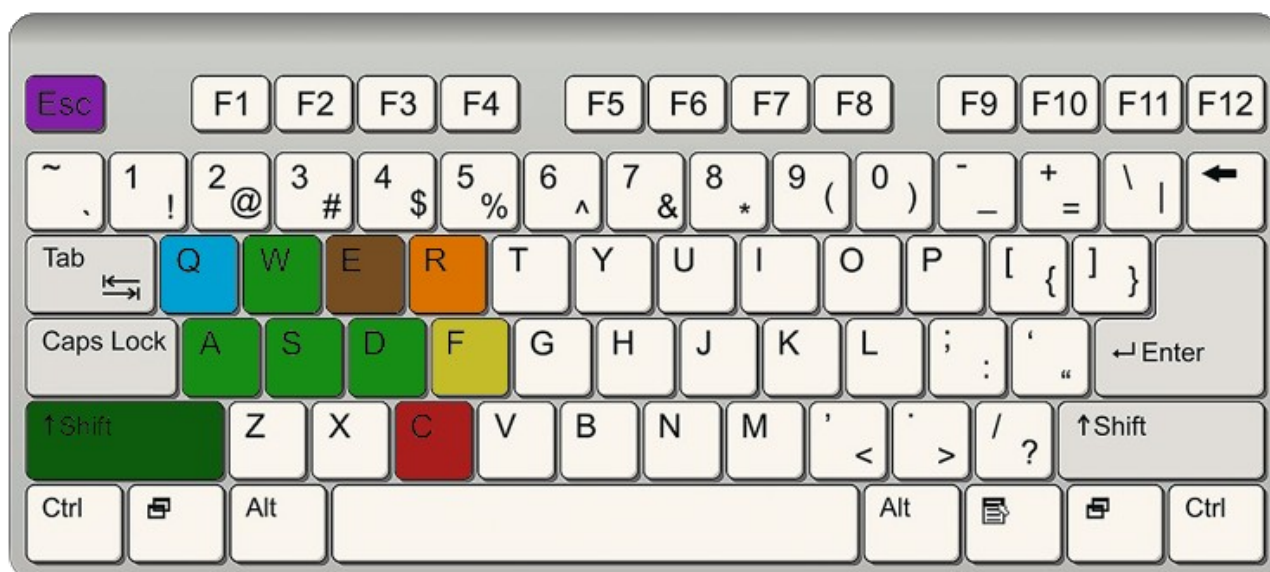 Esc F1 F2 F3 F4 F5 F6 F7 F8 F9 F10 F11 F12
~ ` 1 ! 2 @ 3 # 4 $ 5 % 6 ^ 7 & 8 * 9 ( 0 ) - _ + = \ |
Tab Q W E R T Y U I O P [ { ] }
Caps Lock A S D F G H J K L ; : ‘ “ Enter
Shift Z X C V B N M ’ < · > / ? Shift
Ctrl Alt Alt Ctrl